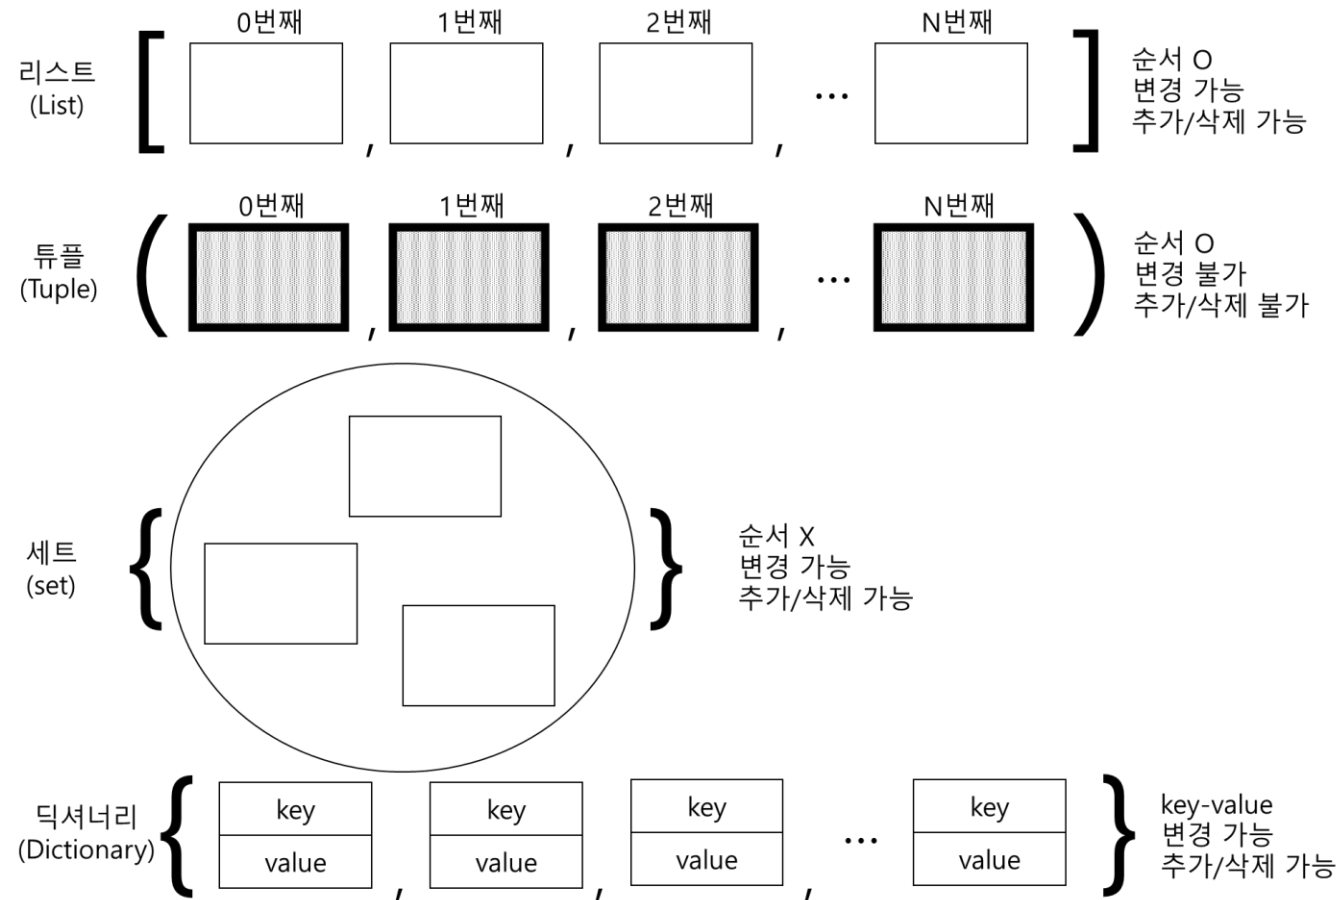 0번째 1번째 2번째 N번째
리스트
(List)
[ , , , ... ]
순서 O
변경 가능
추가/삭제 가능
0번째 1번째 2번째 N번째
튜플
(Tuple)
( , , , ... )
순서 O
변경 불가
추가/삭제 불가
세트
(set)
{ }
순서 X
변경 가능
추가/삭제 가능
딕셔너리
(Dictionary)
{ key key key ... key }
value , value , value , value
key-value
변경 가능
추가/삭제 가능